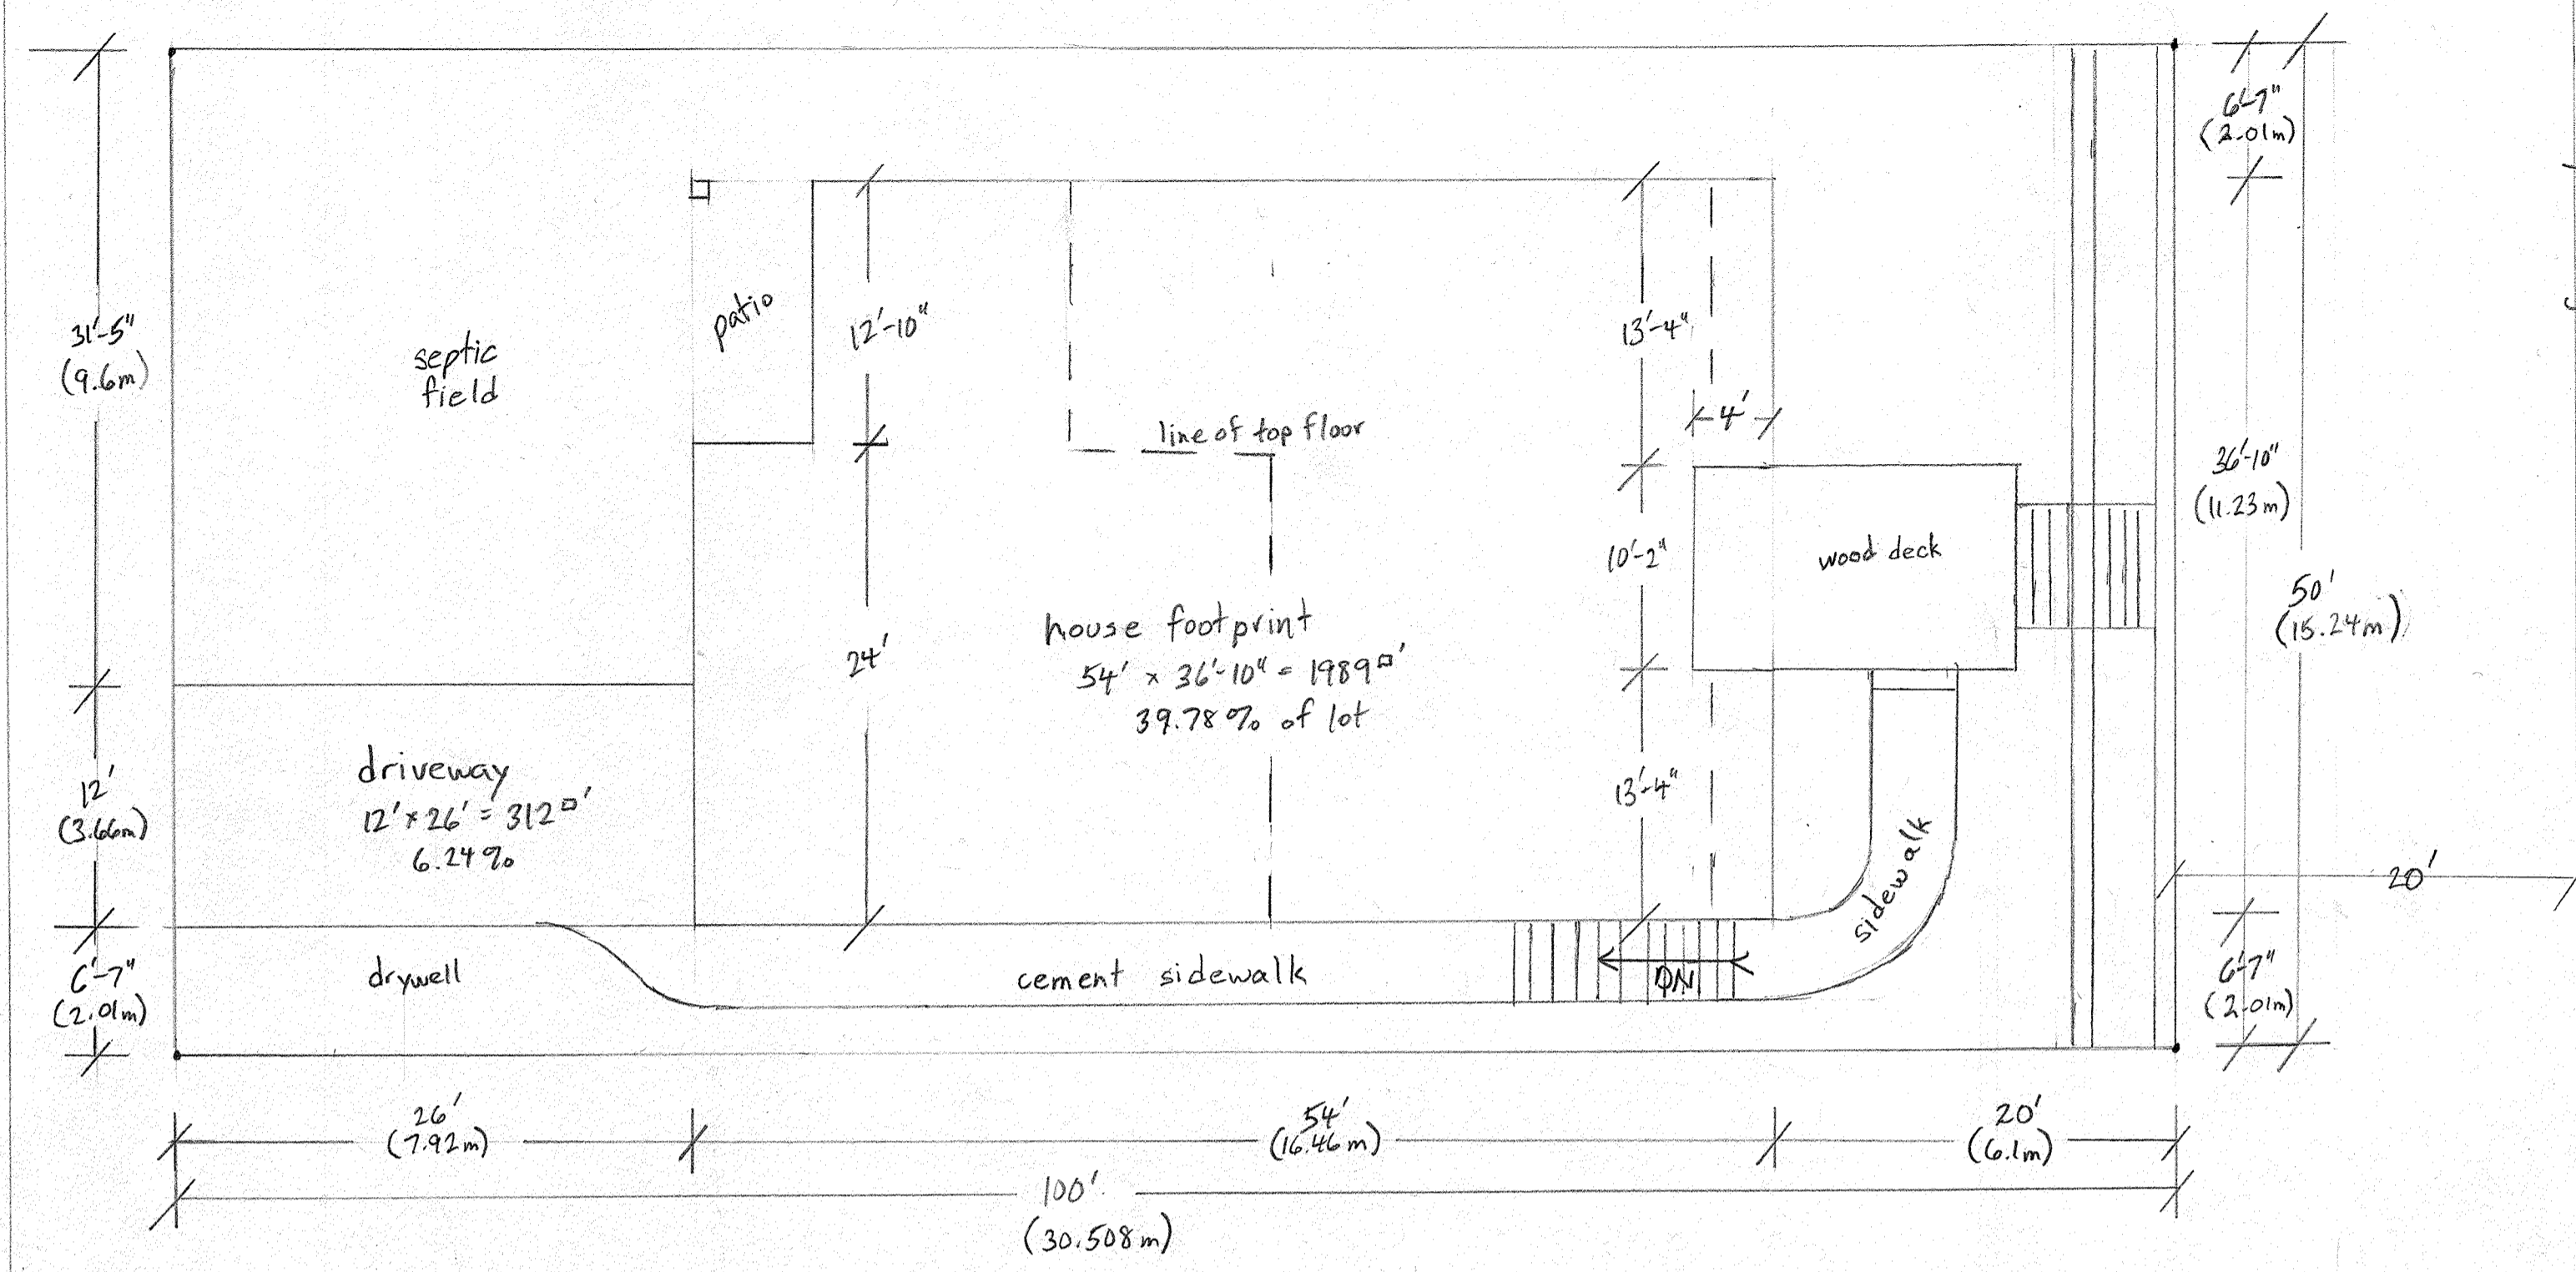 6'-7"
(2.01m)
31'-5"
(9.6m)
septic
field
patio
12'-10"
line of top floor
13'-4"
4'
36'-10"
(11.23m)
10'-2"
wood deck
50'
(15.24m)
24'
house footprint
54' x 36'-10" = 1989□'
39.78% of lot
driveway
12' x 26' = 312□'
6.24%
12'
(3.66m)
13'-4"
sidewalk
20'
6'-7"
(2.01m)
drywell
cement sidewalk
DN
6'-7"
(2.01m)
26'
(7.92m)
54'
(16.46m)
20'
(6.1m)
100'
(30.508m)